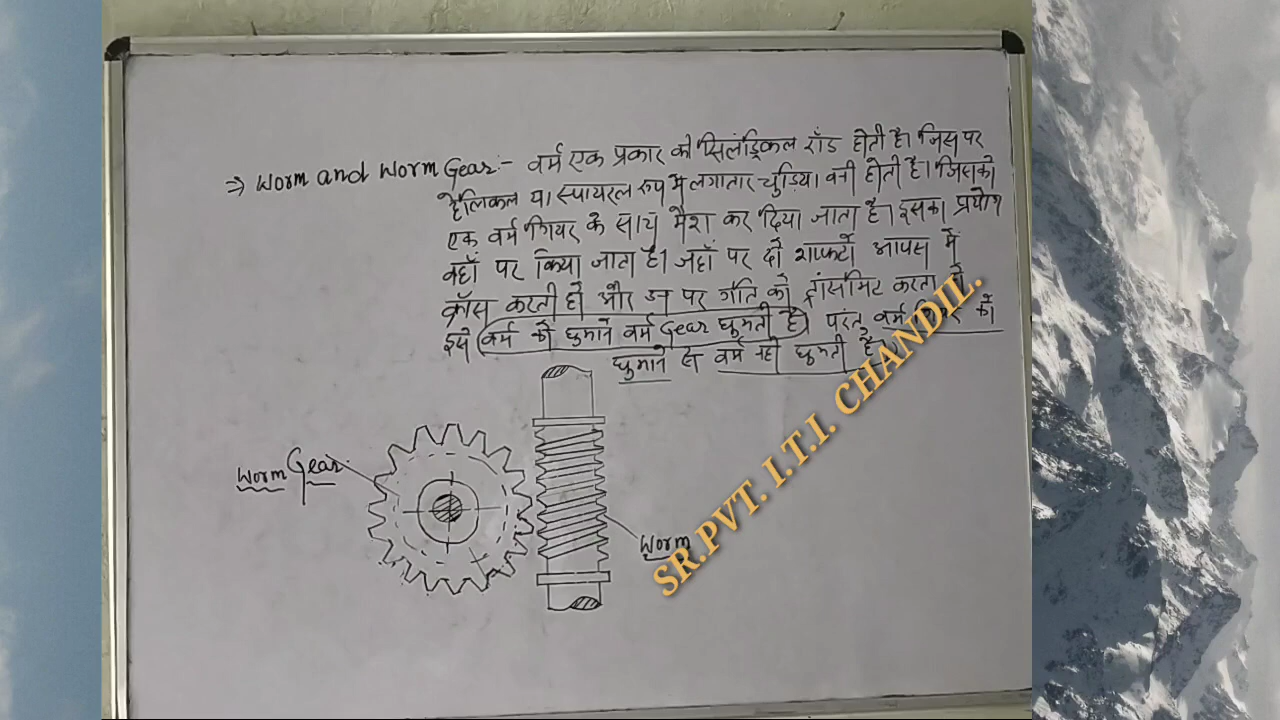 ⇒ Worm and Worm Gear:- वर्म एक प्रकार की सिलंड्रिकल रॉड होती है। जिस पर
हैलिकल या स्पायरल रूप में लगातार चुड़िया बनी होती है। जिसको
एक वर्म गियर के साथ मेश कर दिया जाता है। इसका प्रयोग
वहाँ पर किया जाता है। जहाँ पर दो शाफ्टों आपस में
क्रॉस करती हो और उन पर गति को ट्रांसमिट करता हो
इसे (वर्म को घुमाने वर्म Gear घुमती है) परंतु वर्म गियर को
घुमाने से वर्म नही घुमती है।
Worm Gear
Worm
SR.PVT. I.T.I. CHANDIL.